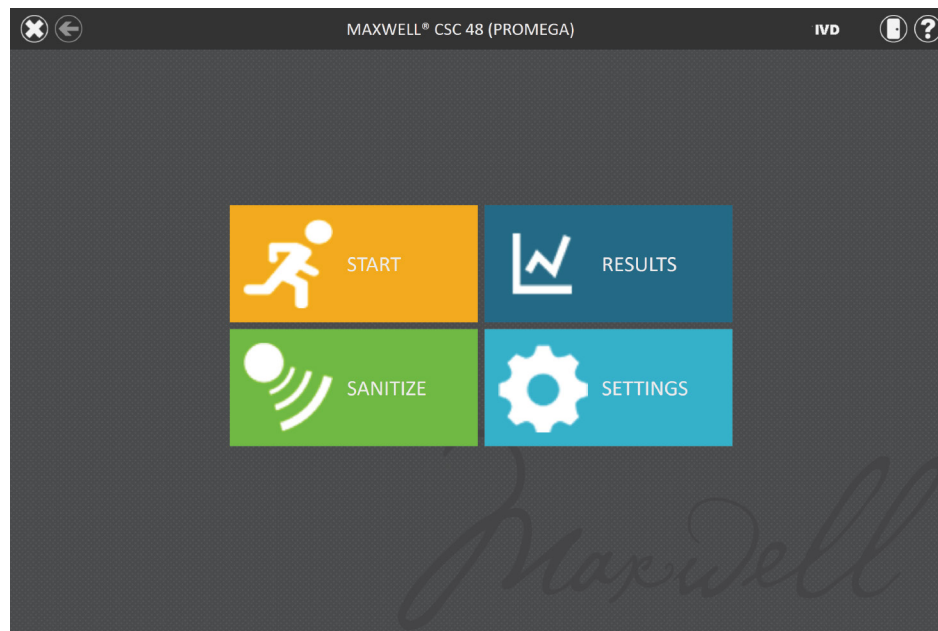 MAXWELL® CSC 48 (PROMEGA) IVD ?
START
RESULTS
SANITIZE
SETTINGS
Maxwell